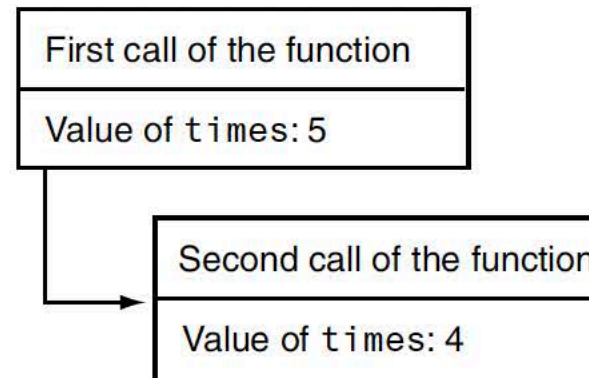 First call of the function
Value of times: 5
Second call of the function
Value of times: 4